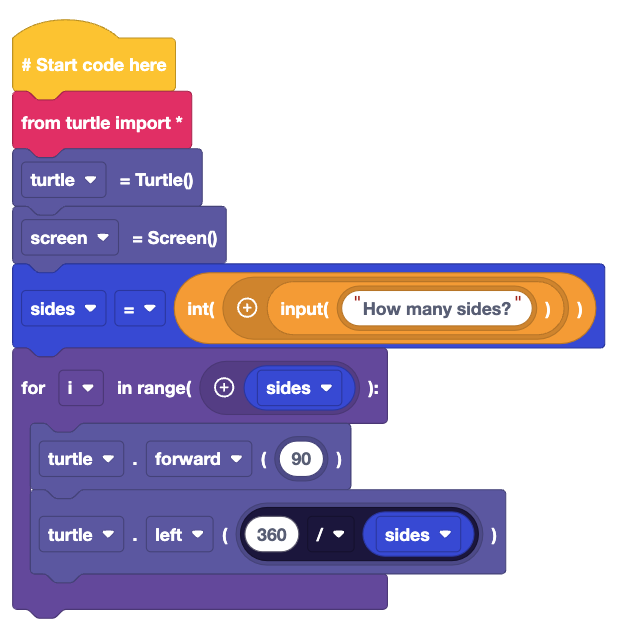 # Start code here
from turtle import *
turtle = Turtle()
screen = Screen()
sides = int( input( "How many sides?" ) )
for i in range( sides ):
turtle . forward ( 90 )
turtle . left ( 360 / sides )